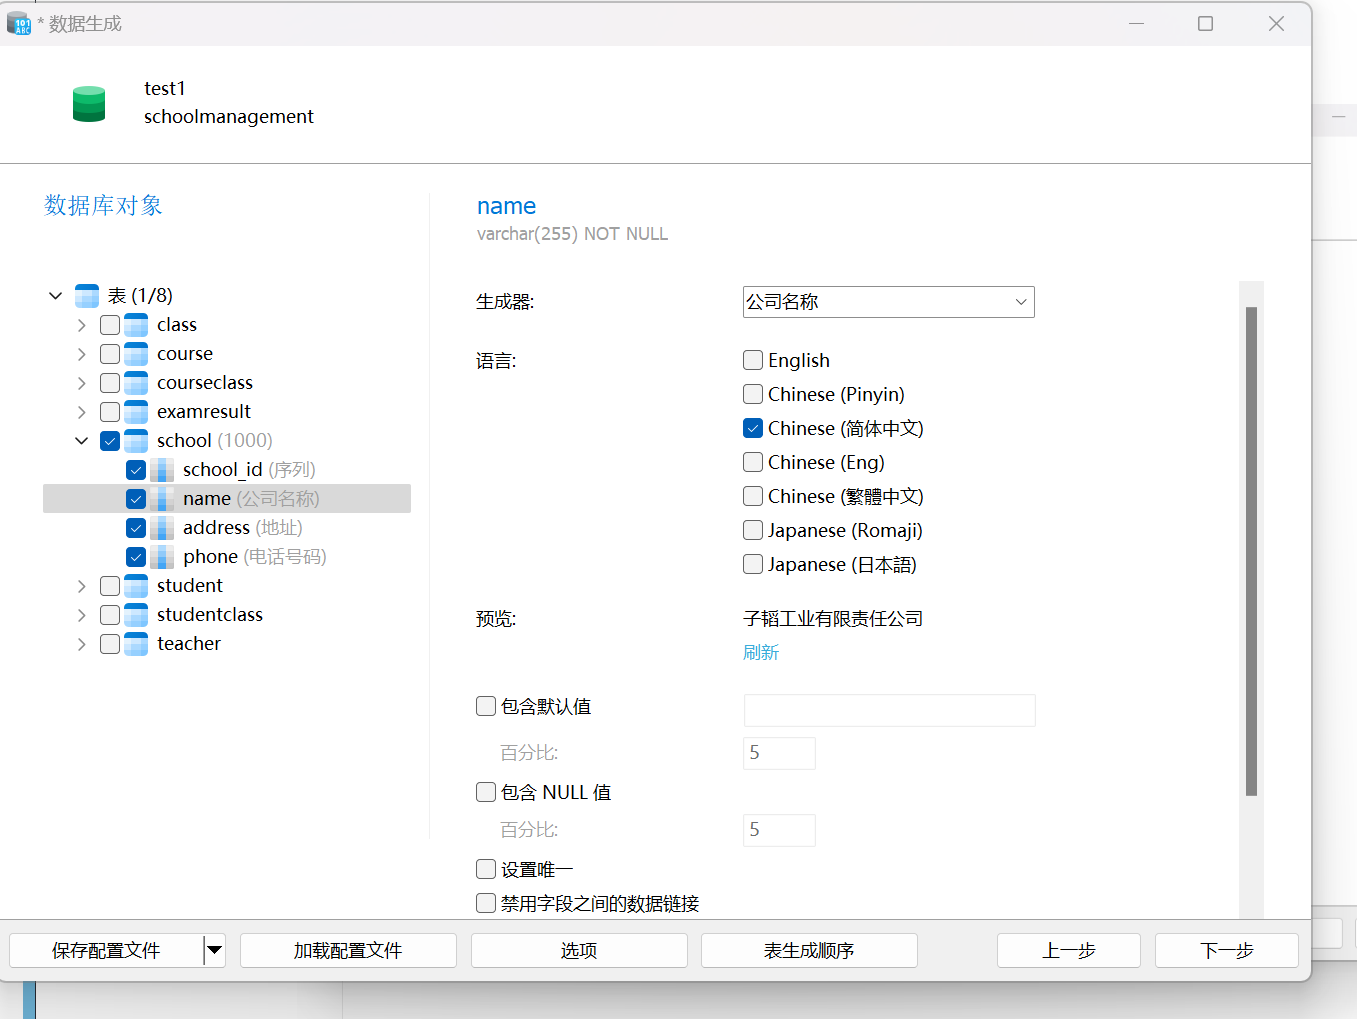 * 数据生成
test1
schoolmanagement
数据库对象
表 (1/8)
class
course
courseclass
examresult
school (1000)
school_id (序列)
name (公司名称)
address (地址)
phone (电话号码)
student
studentclass
teacher
name
varchar(255) NOT NULL
生成器:
公司名称
语言:
English
Chinese (Pinyin)
Chinese (简体中文)
Chinese (Eng)
Chinese (繁體中文)
Japanese (Romaji)
Japanese (日本語)
预览:
子韬工业有限责任公司
刷新
包含默认值
百分比:
5
包含 NULL 值
百分比:
5
设置唯一
禁用字段之间的数据链接
保存配置文件
加载配置文件
选项
表生成顺序
上一步
下一步